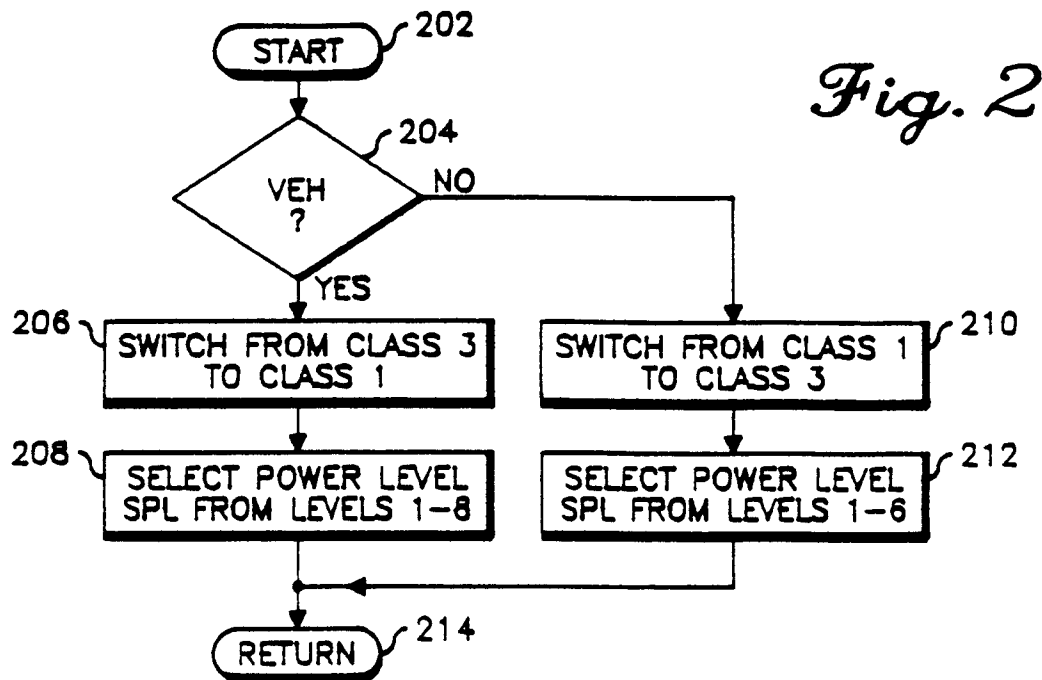 202
START
Fig. 2
204
VEH
?
NO
YES
206
SWITCH FROM CLASS 3
TO CLASS 1
210
SWITCH FROM CLASS 1
TO CLASS 3
208
SELECT POWER LEVEL
SPL FROM LEVELS 1-8
212
SELECT POWER LEVEL
SPL FROM LEVELS 1-6
RETURN
214